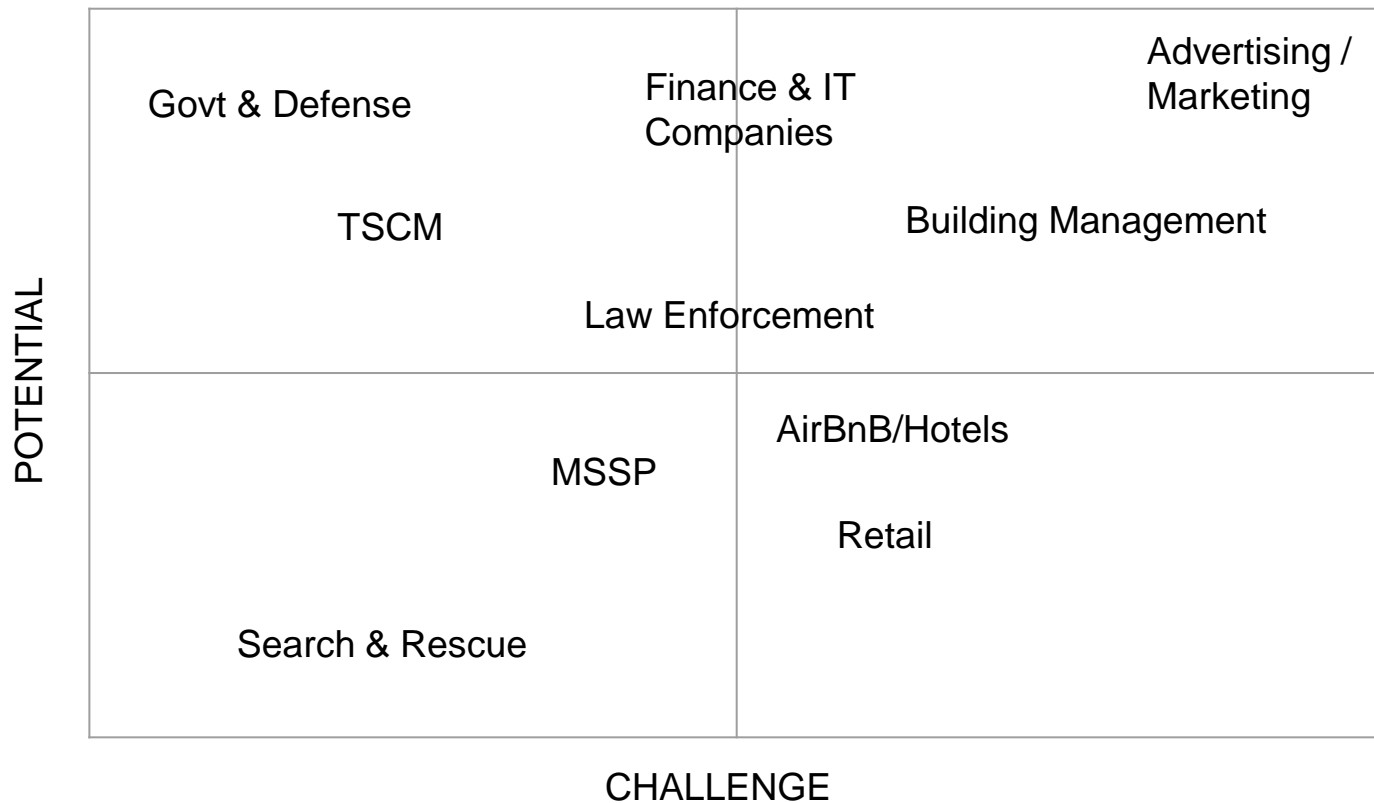 Advertising /
Marketing
Finance & IT
Companies
Govt & Defense
TSCM
Building Management
Law Enforcement
POTENTIAL
AirBnB/Hotels
MSSP
Retail
Search & Rescue
CHALLENGE